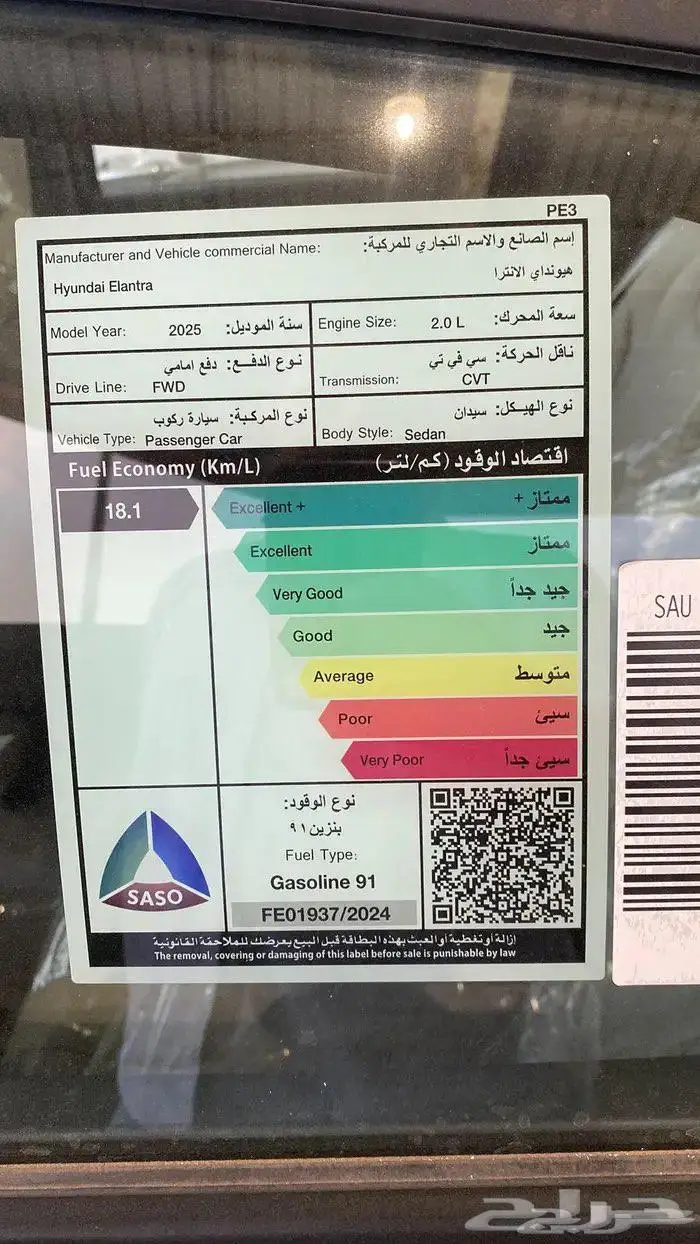 PE3
Manufacturer and Vehicle commercial Name: إسم الصانع والاسم التجاري للمركبة:
Hyundai Elantra هيونداي الانترا
Model Year: 2025 سنة الموديل:
Engine Size: 2.0 L سعة المحرك:
نوع الدفـــع: دفع امامي
Drive Line: FWD
ناقل الحركة: سي في تي
Transmission: CVT
نوع المركبة: سيارة ركوب
Vehicle Type: Passenger Car
نوع الهيكل: سيدان
Body Style: Sedan
Fuel Economy (Km/L) اقتصاد الوقود (كم/لتر)
18.1
Excellent + ممتاز +
Excellent ممتاز
Very Good جيد جداً
Good جيد
Average متوسط
Poor سيئ
Very Poor سيئ جداً
SASO
نوع الوقود:
بنزين ٩١
Fuel Type:
Gasoline 91
FE01937/2024
إزالة أو تغطية أو العبث بهذه البطاقة قبل البيع يعرضك للملاحقة القانونية
The removal, covering or damaging of this label before sale is punishable by law
SAU
حراج